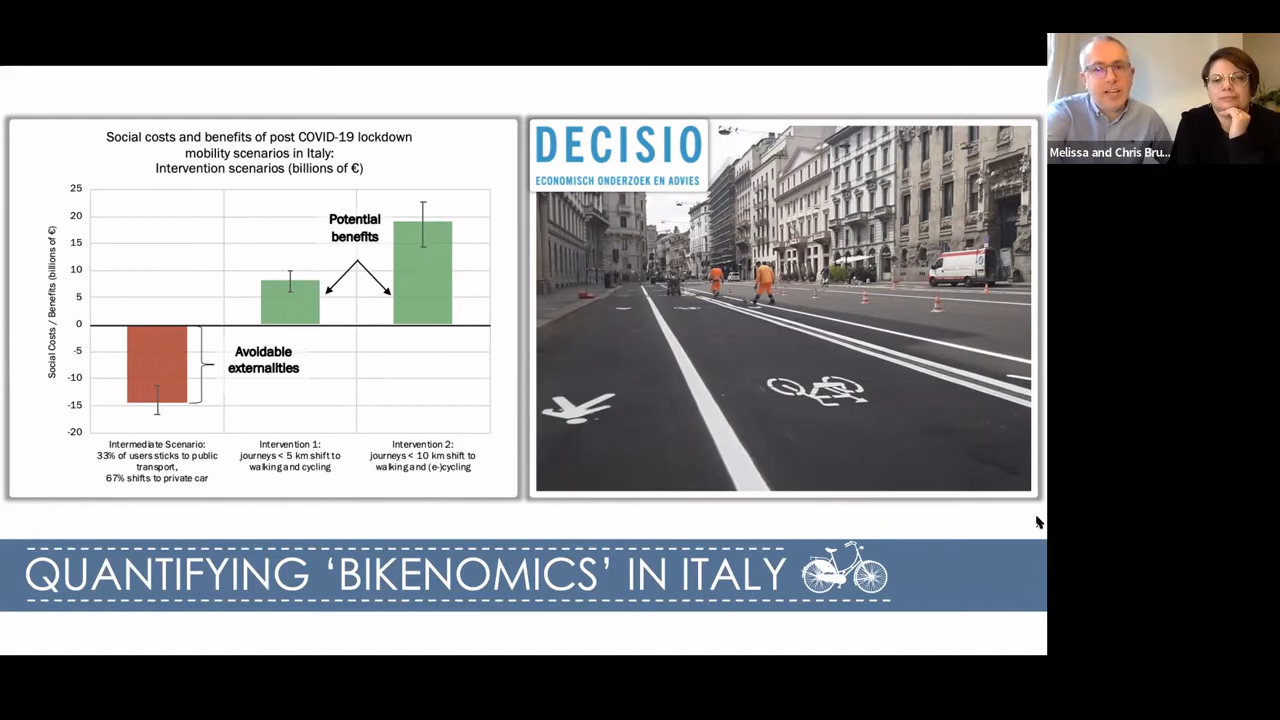 Social costs and benefits of post COVID-19 lockdown
mobility scenarios in Italy:
Intervention scenarios (billions of €)
Social Costs / Benefits (billions of €)
25
20
15
10
5
0
-5
-10
-15
-20
Potential
benefits
Avoidable
externalities
Intermediate Scenario:
33% of users sticks to public
transport,
67% shifts to private car
Intervention 1:
journeys < 5 km shift to
walking and cycling
Intervention 2:
journeys < 10 km shift to
walking and (e-)cycling
DECISIO
ECONOMISCH ONDERZOEK EN ADVIES
Melissa and Chris Bru...
QUANTIFYING ‘BIKENOMICS’ IN ITALY